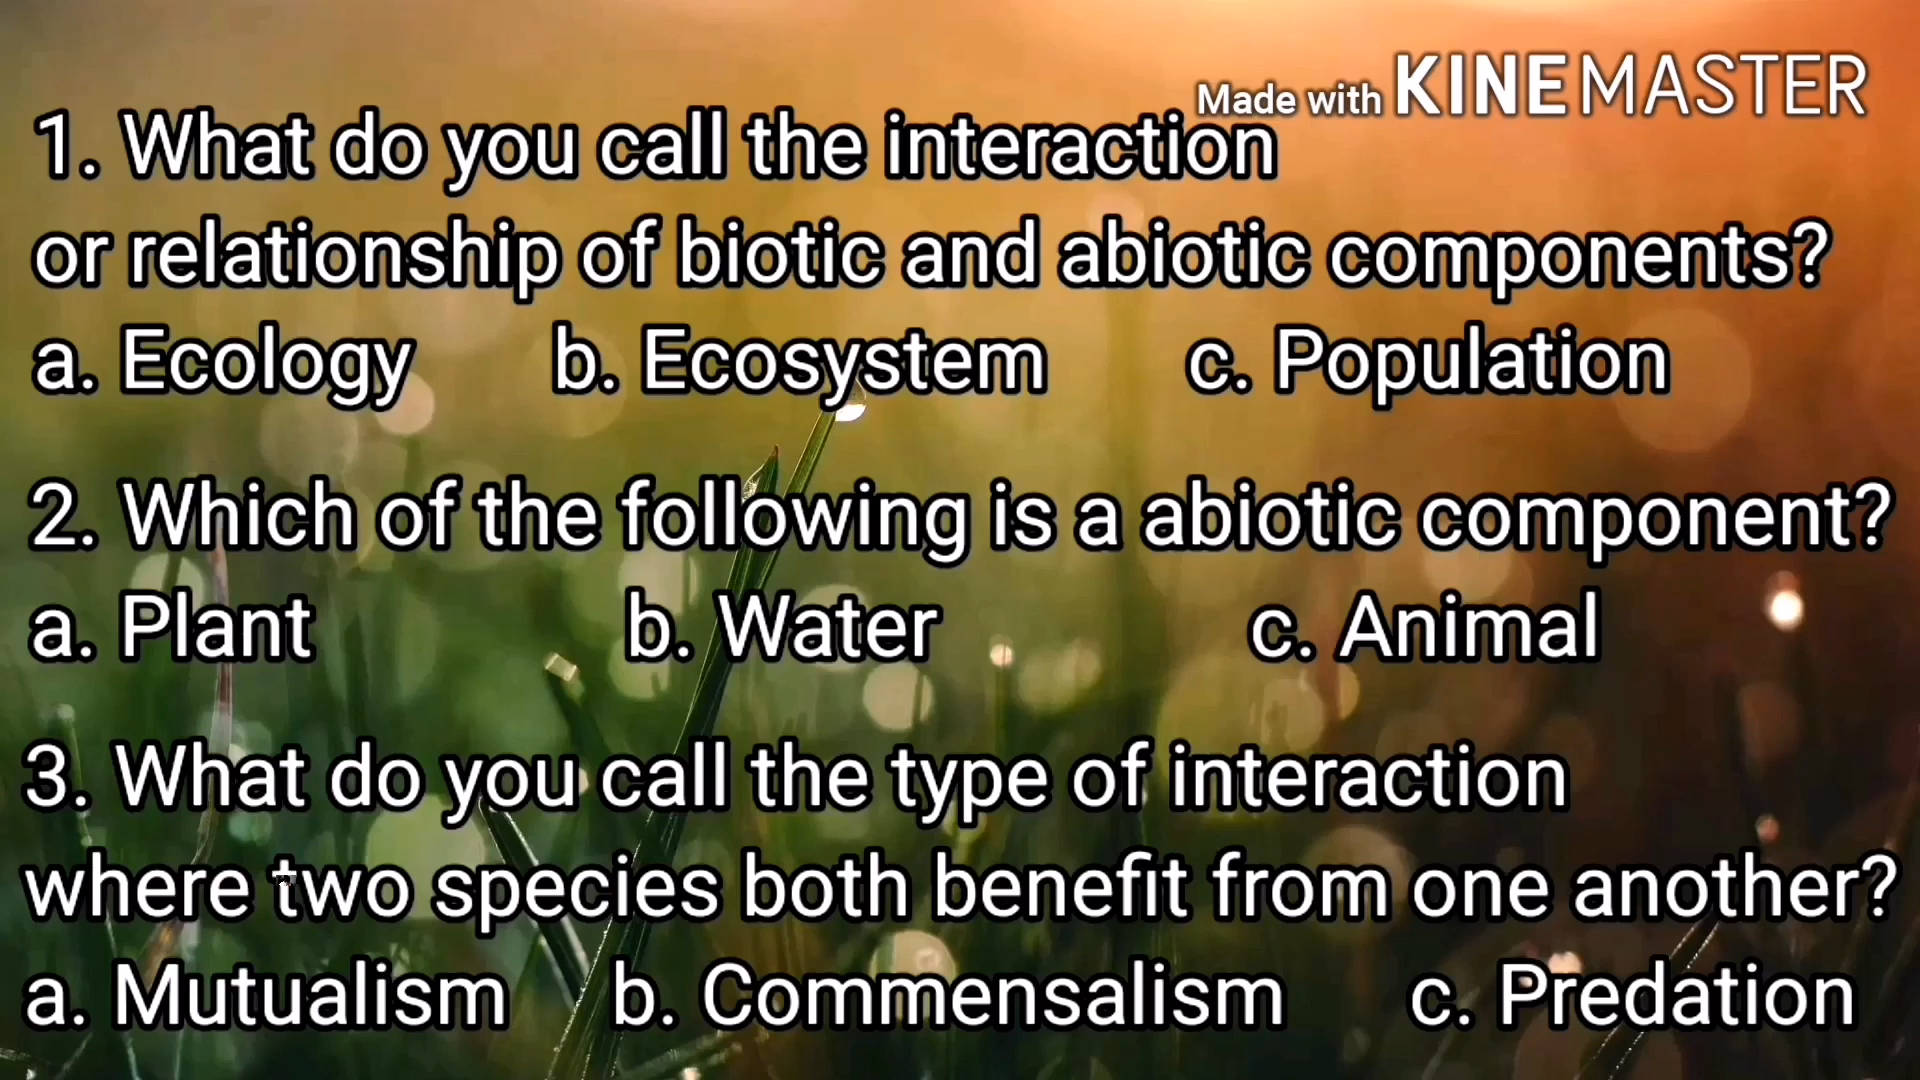 Made with KINEMASTER
1. What do you call the interaction
or relationship of biotic and abiotic components?
a. Ecology b. Ecosystem c. Population
2. Which of the following is a abiotic component?
a. Plant b. Water c. Animal
3. What do you call the type of interaction
where two species both benefit from one another?
a. Mutualism b. Commensalism c. Predation